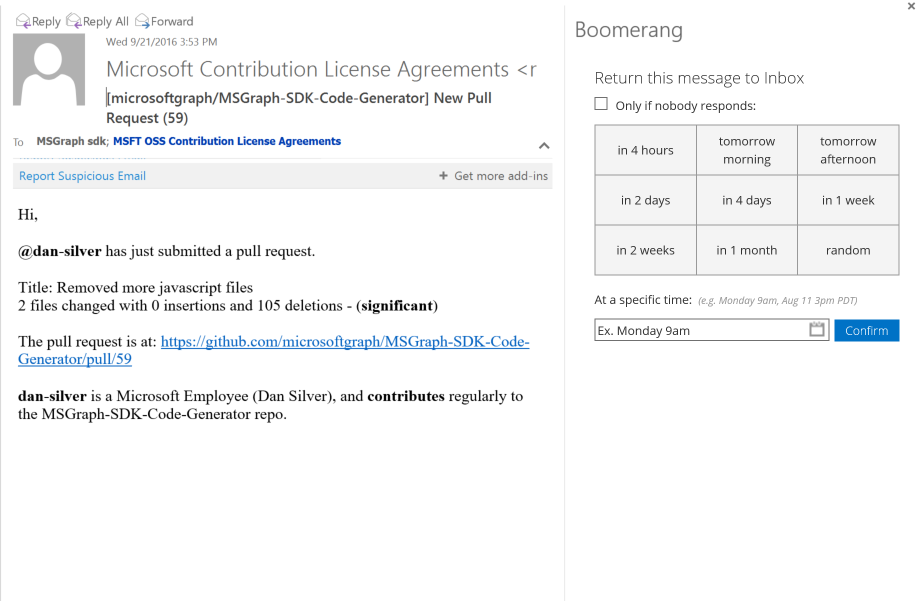 Reply Reply All Forward
Wed 9/21/2016 3:53 PM
Microsoft Contribution License Agreements <r
[microsoftgraph/MSGraph-SDK-Code-Generator] New Pull
Request (59)
To MSGraph sdk; MSFT OSS Contribution License Agreements
Report Suspicious Email + Get more add-ins
Hi,
@dan-silver has just submitted a pull request.
Title: Removed more javascript files
2 files changed with 0 insertions and 105 deletions - (significant)
The pull request is at: https://github.com/microsoftgraph/MSGraph-SDK-Code-
Generator/pull/59
dan-silver is a Microsoft Employee (Dan Silver), and contributes regularly to
the MSGraph-SDK-Code-Generator repo.
Boomerang
Return this message to Inbox
Only if nobody responds:
in 4 hours
tomorrow
morning
tomorrow
afternoon
in 2 days
in 4 days
in 1 week
in 2 weeks
in 1 month
random
At a specific time: (e.g. Monday 9am, Aug 11 3pm PDT)
Ex. Monday 9am
Confirm